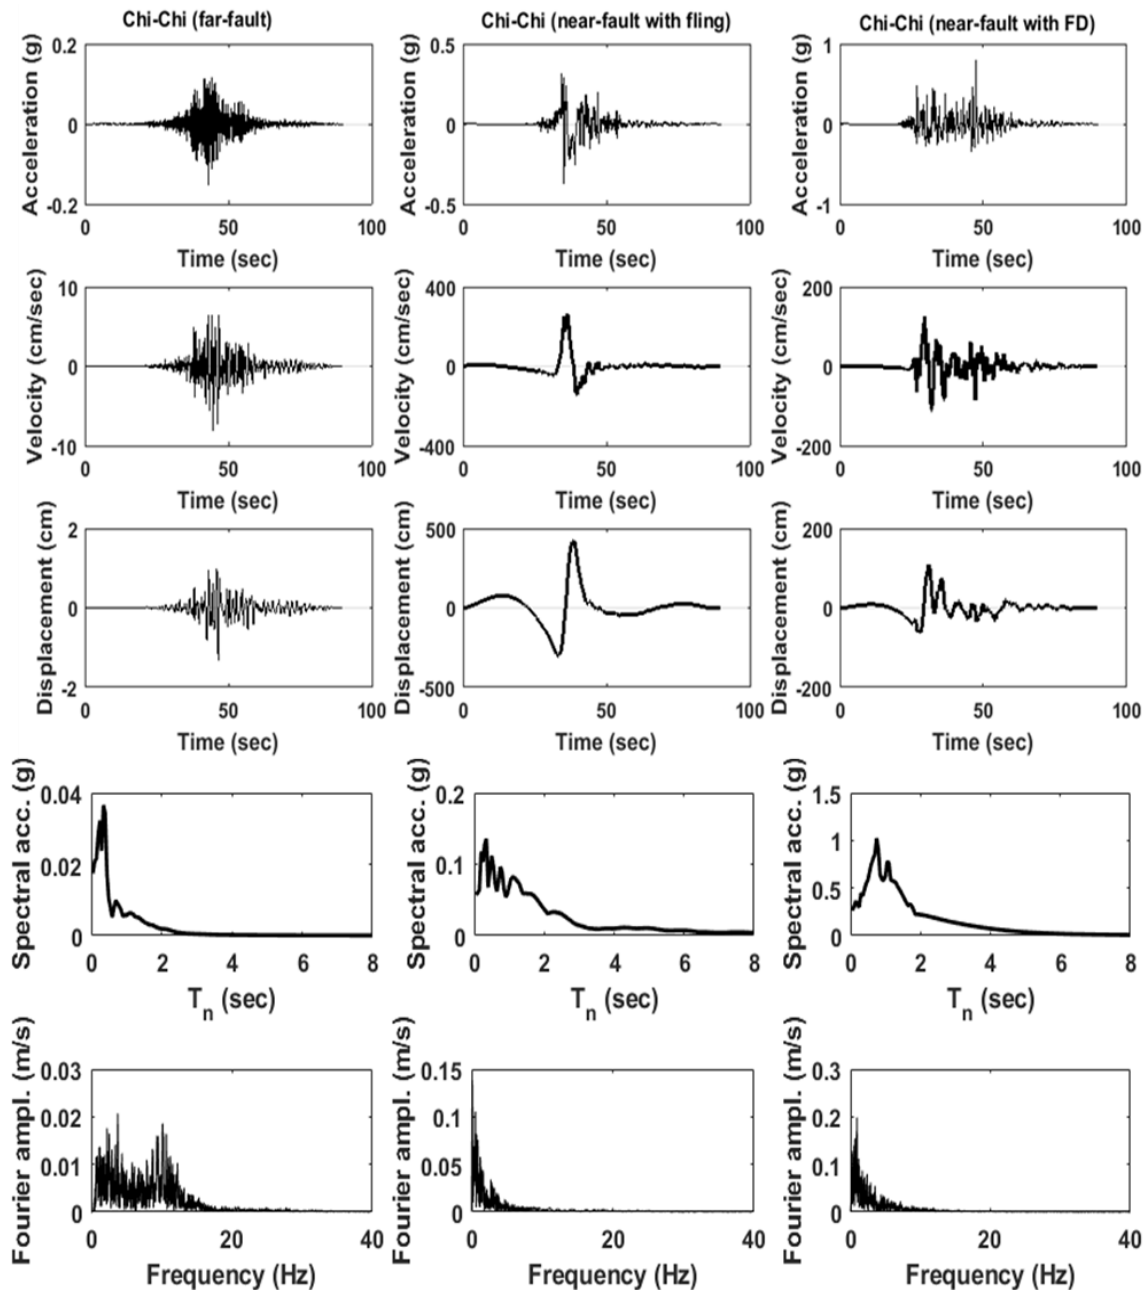 Chi-Chi (far-fault)
Chi-Chi (near-fault with fling)
Chi-Chi (near-fault with FD)
Acceleration (g)
0.2
0
-0.2
0 50 100
Time (sec)
Acceleration (g)
0.5
0
-0.5
0 50 100
Time (sec)
Acceleration (g)
1
0
-1
0 50 100
Time (sec)
Velocity (cm/sec)
10
0
-10
0 50 100
Time (sec)
Velocity (cm/sec)
400
0
-400
0 50 100
Time (sec)
Velocity (cm/sec)
200
0
-200
0 50 100
Time (sec)
Displacement (cm)
2
0
-2
0 50 100
Time (sec)
Displacement (cm)
500
0
-500
0 50 100
Time (sec)
Displacement (cm)
200
0
-200
0 50 100
Time (sec)
Spectral acc. (g)
0.04
0.02
0
0 2 4 6 8
Tn (sec)
Spectral acc. (g)
0.2
0.1
0
0 2 4 6 8
Tn (sec)
Spectral acc. (g)
1.5
1
0.5
0
0 2 4 6 8
Tn (sec)
Fourier ampl. (m/s)
0.03
0.02
0.01
0
0 20 40
Frequency (Hz)
Fourier ampl. (m/s)
0.15
0.1
0.05
0
0 20 40
Frequency (Hz)
Fourier ampl. (m/s)
0.3
0.2
0.1
0
0 20 40
Frequency (Hz)